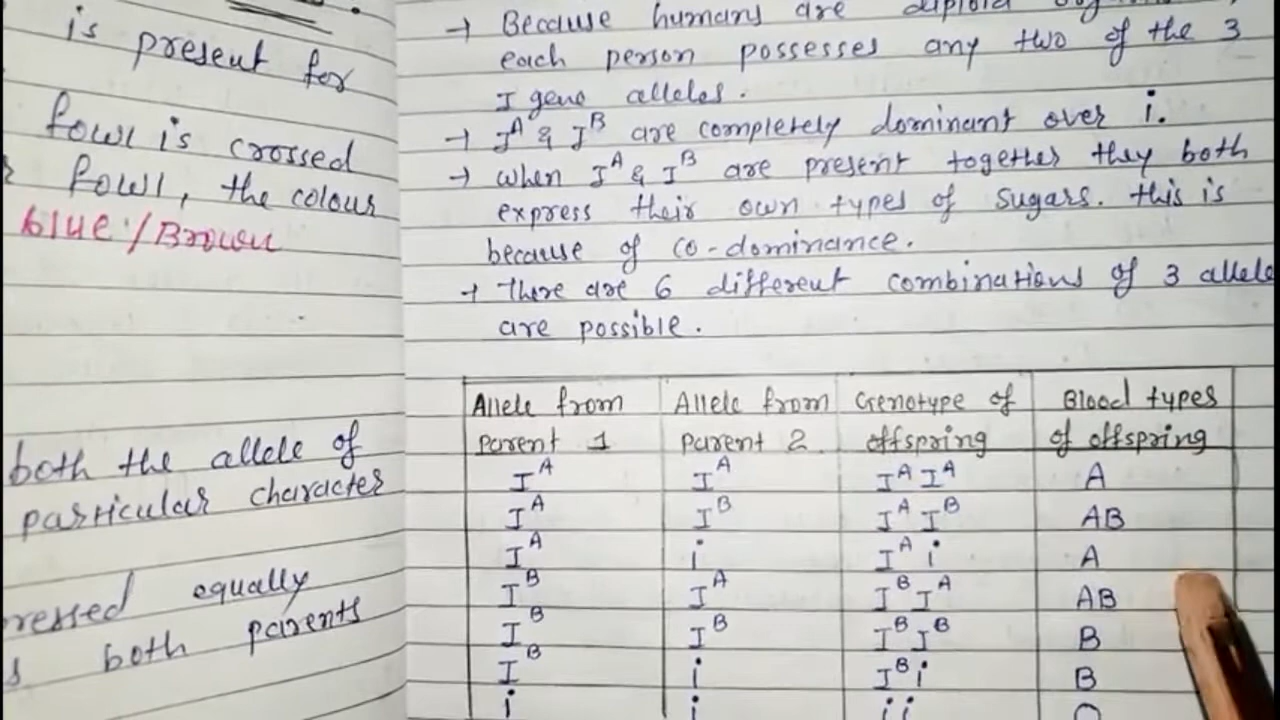 is present for
fowl is crossed
fowl, the colour
blue/Brown
both the allele of
particular character
ressed equally
both parents
→ Because humans are diploid
each person possesses any two of the 3
I gene alleles.
→ I^A & I^B are completely dominant over i.
→ when I^A & I^B are present together they both
express their own types of sugars. this is
because of co-dominance.
→ there are 6 different combinations of 3 allele
are possible.
Allele from Allele from Genotype of Blood types
parent 1 parent 2. offspring of offspring
I^A I^A I^A I^A A
I^A I^B I^A I^B AB
I^A i I^A i A
I^B I^A I^B I^A AB
I^B I^B I^B I^B B
I^B i I^B i B
i i i i O